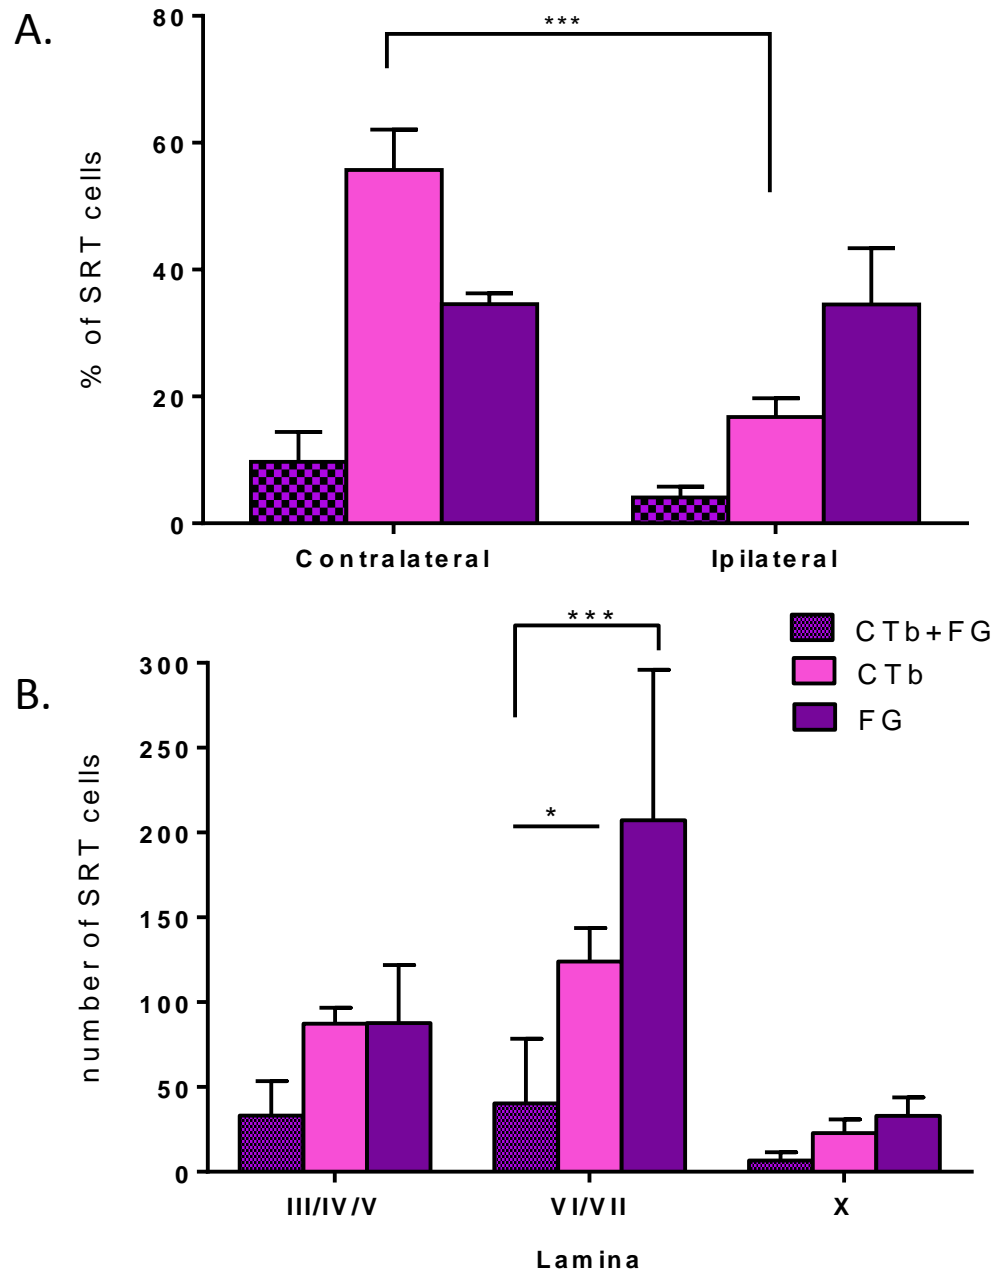 A.
***
80
60
40
20
0
% of SRT cells
Contralateral Ipilateral
CTb+FG
CTb
FG
B.
***
*
300
250
200
150
100
50
0
number of SRT cells
III/IV/V VI/VII X
Lamina